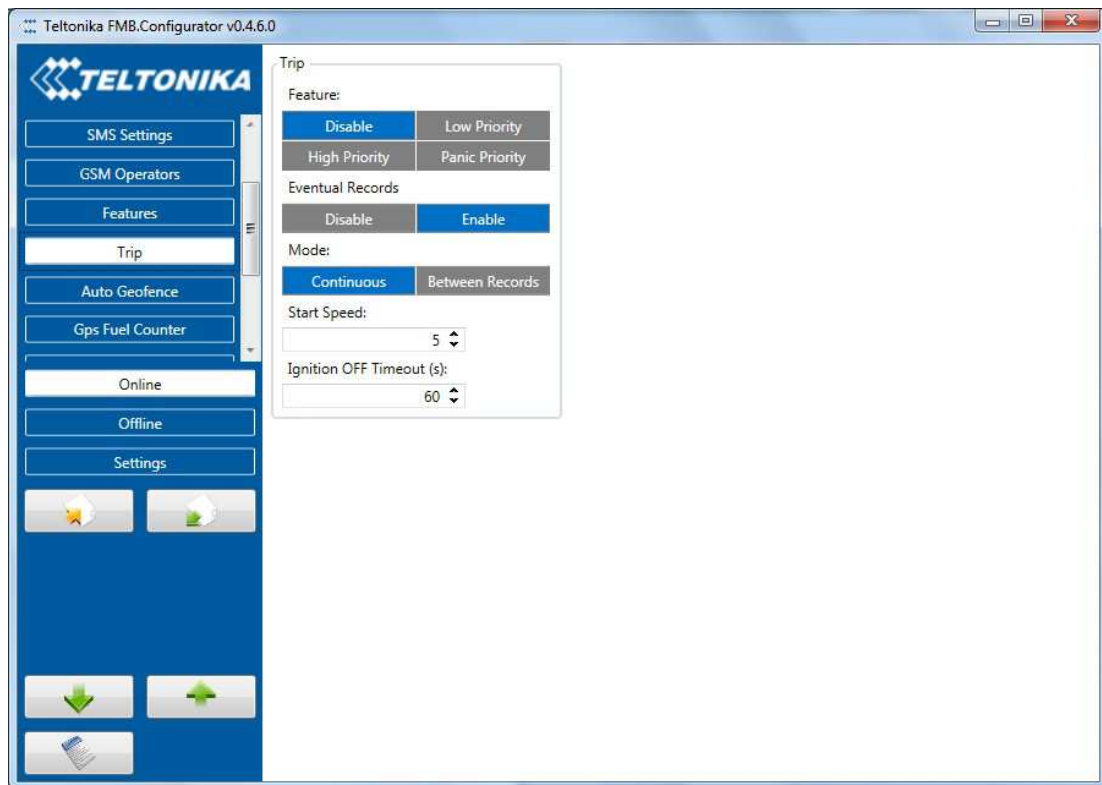 Teltonika FMB.Configurator v0.4.6.0
TELTONIKA
SMS Settings
GSM Operators
Features
Trip
Auto Geofence
Gps Fuel Counter
Online
Offline
Settings
Trip
Feature:
Disable Low Priority
High Priority Panic Priority
Eventual Records
Disable Enable
Mode:
Continuous Between Records
Start Speed:
5
Ignition OFF Timeout (s):
60